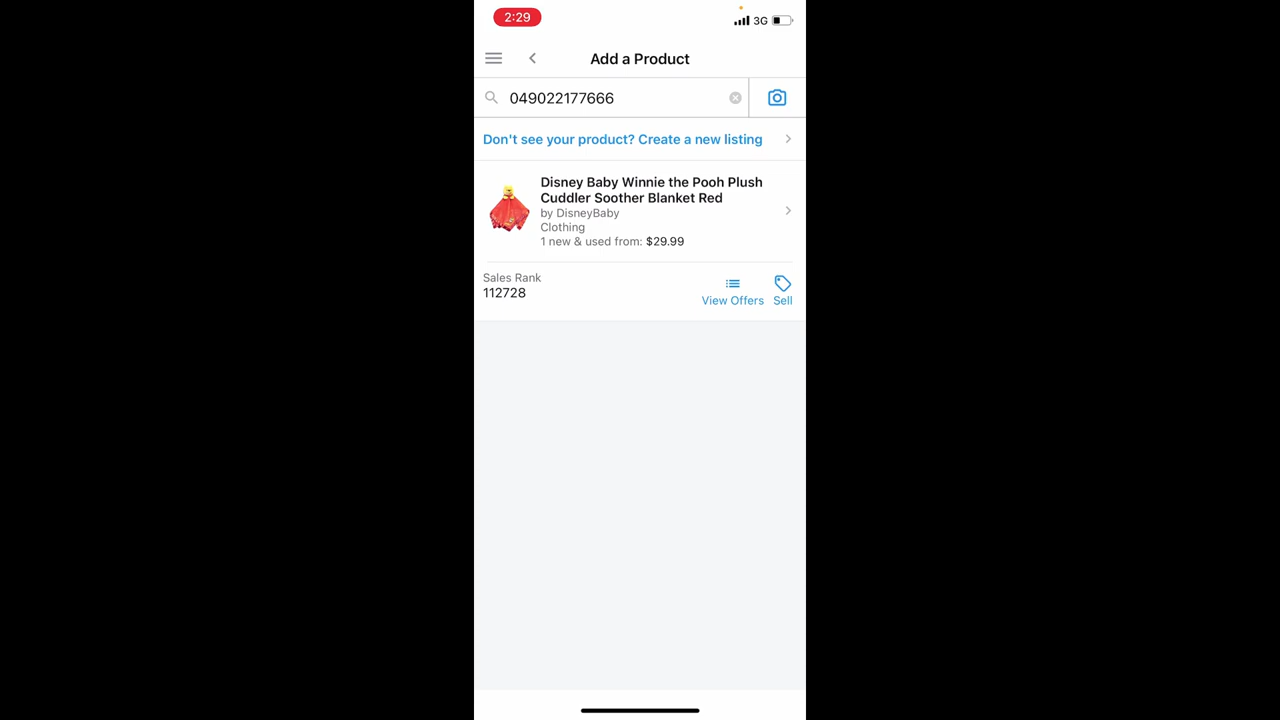 2:29
3G
Add a Product
049022177666
Don't see your product? Create a new listing
Disney Baby Winnie the Pooh Plush
Cuddler Soother Blanket Red
by DisneyBaby
Clothing
1 new & used from: $29.99
Sales Rank
112728
View Offers
Sell